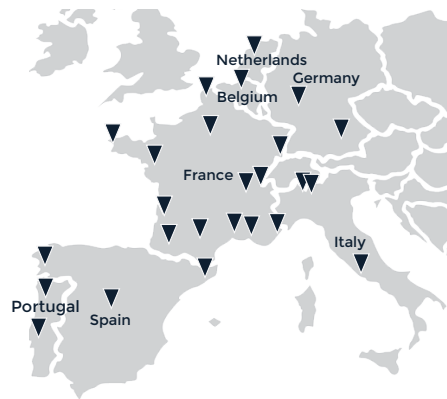 Netherlands
Germany
Belgium
France
Italy
Portugal
Spain